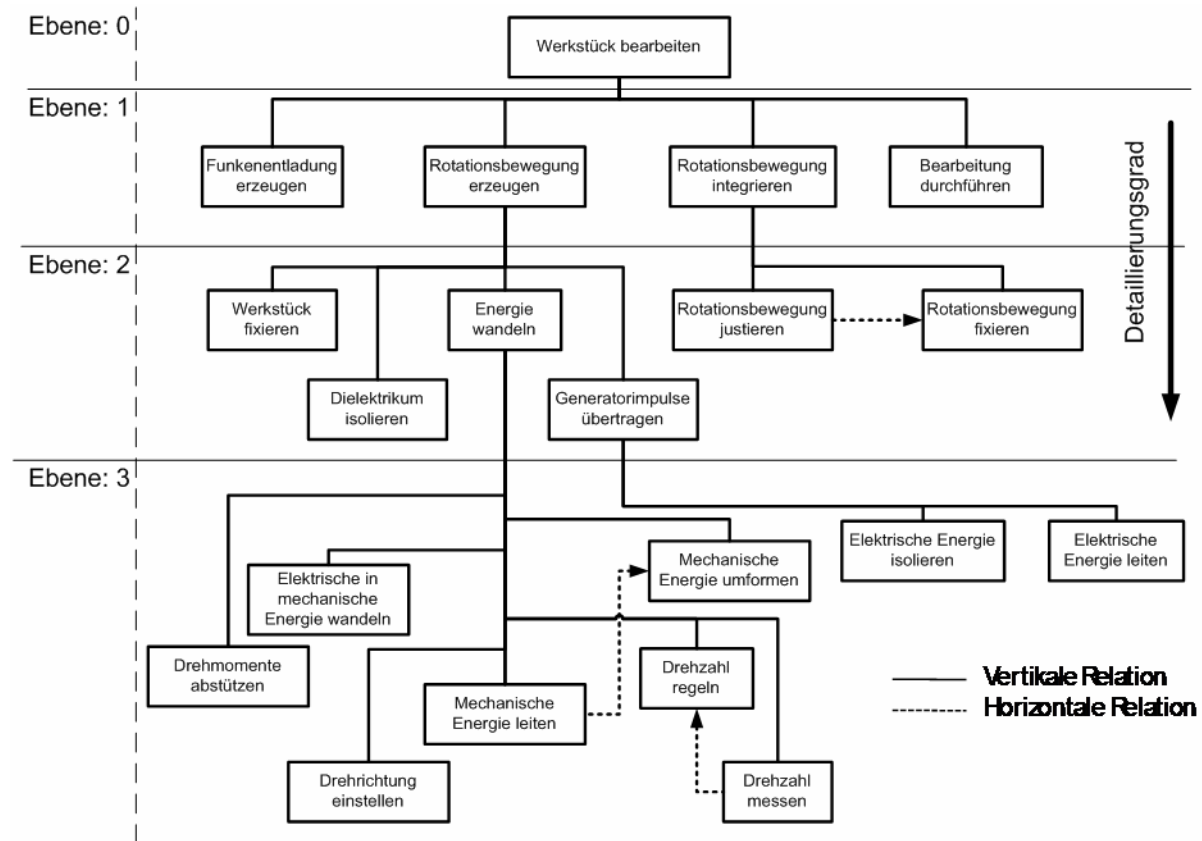 Ebene: 0
Werkstück bearbeiten
Ebene: 1
Funkenentladung
erzeugen
Rotationsbewegung
erzeugen
Rotationsbewegung
integrieren
Bearbeitung
durchführen
Detaillierungsgrad
Ebene: 2
Werkstück
fixieren
Energie
wandeln
Rotationsbewegung
justieren
Rotationsbewegung
fixieren
Dielektrikum
isolieren
Generatorimpulse
übertragen
Ebene: 3
Elektrische Energie
isolieren
Elektrische
Energie leiten
Mechanische
Energie umformen
Elektrische in
mechanische
Energie wandeln
Drehmomente
abstützen
Drehzahl
regeln
Mechanische
Energie leiten
Drehrichtung
einstellen
Drehzahl
messen
Vertikale Relation
Horizontale Relation